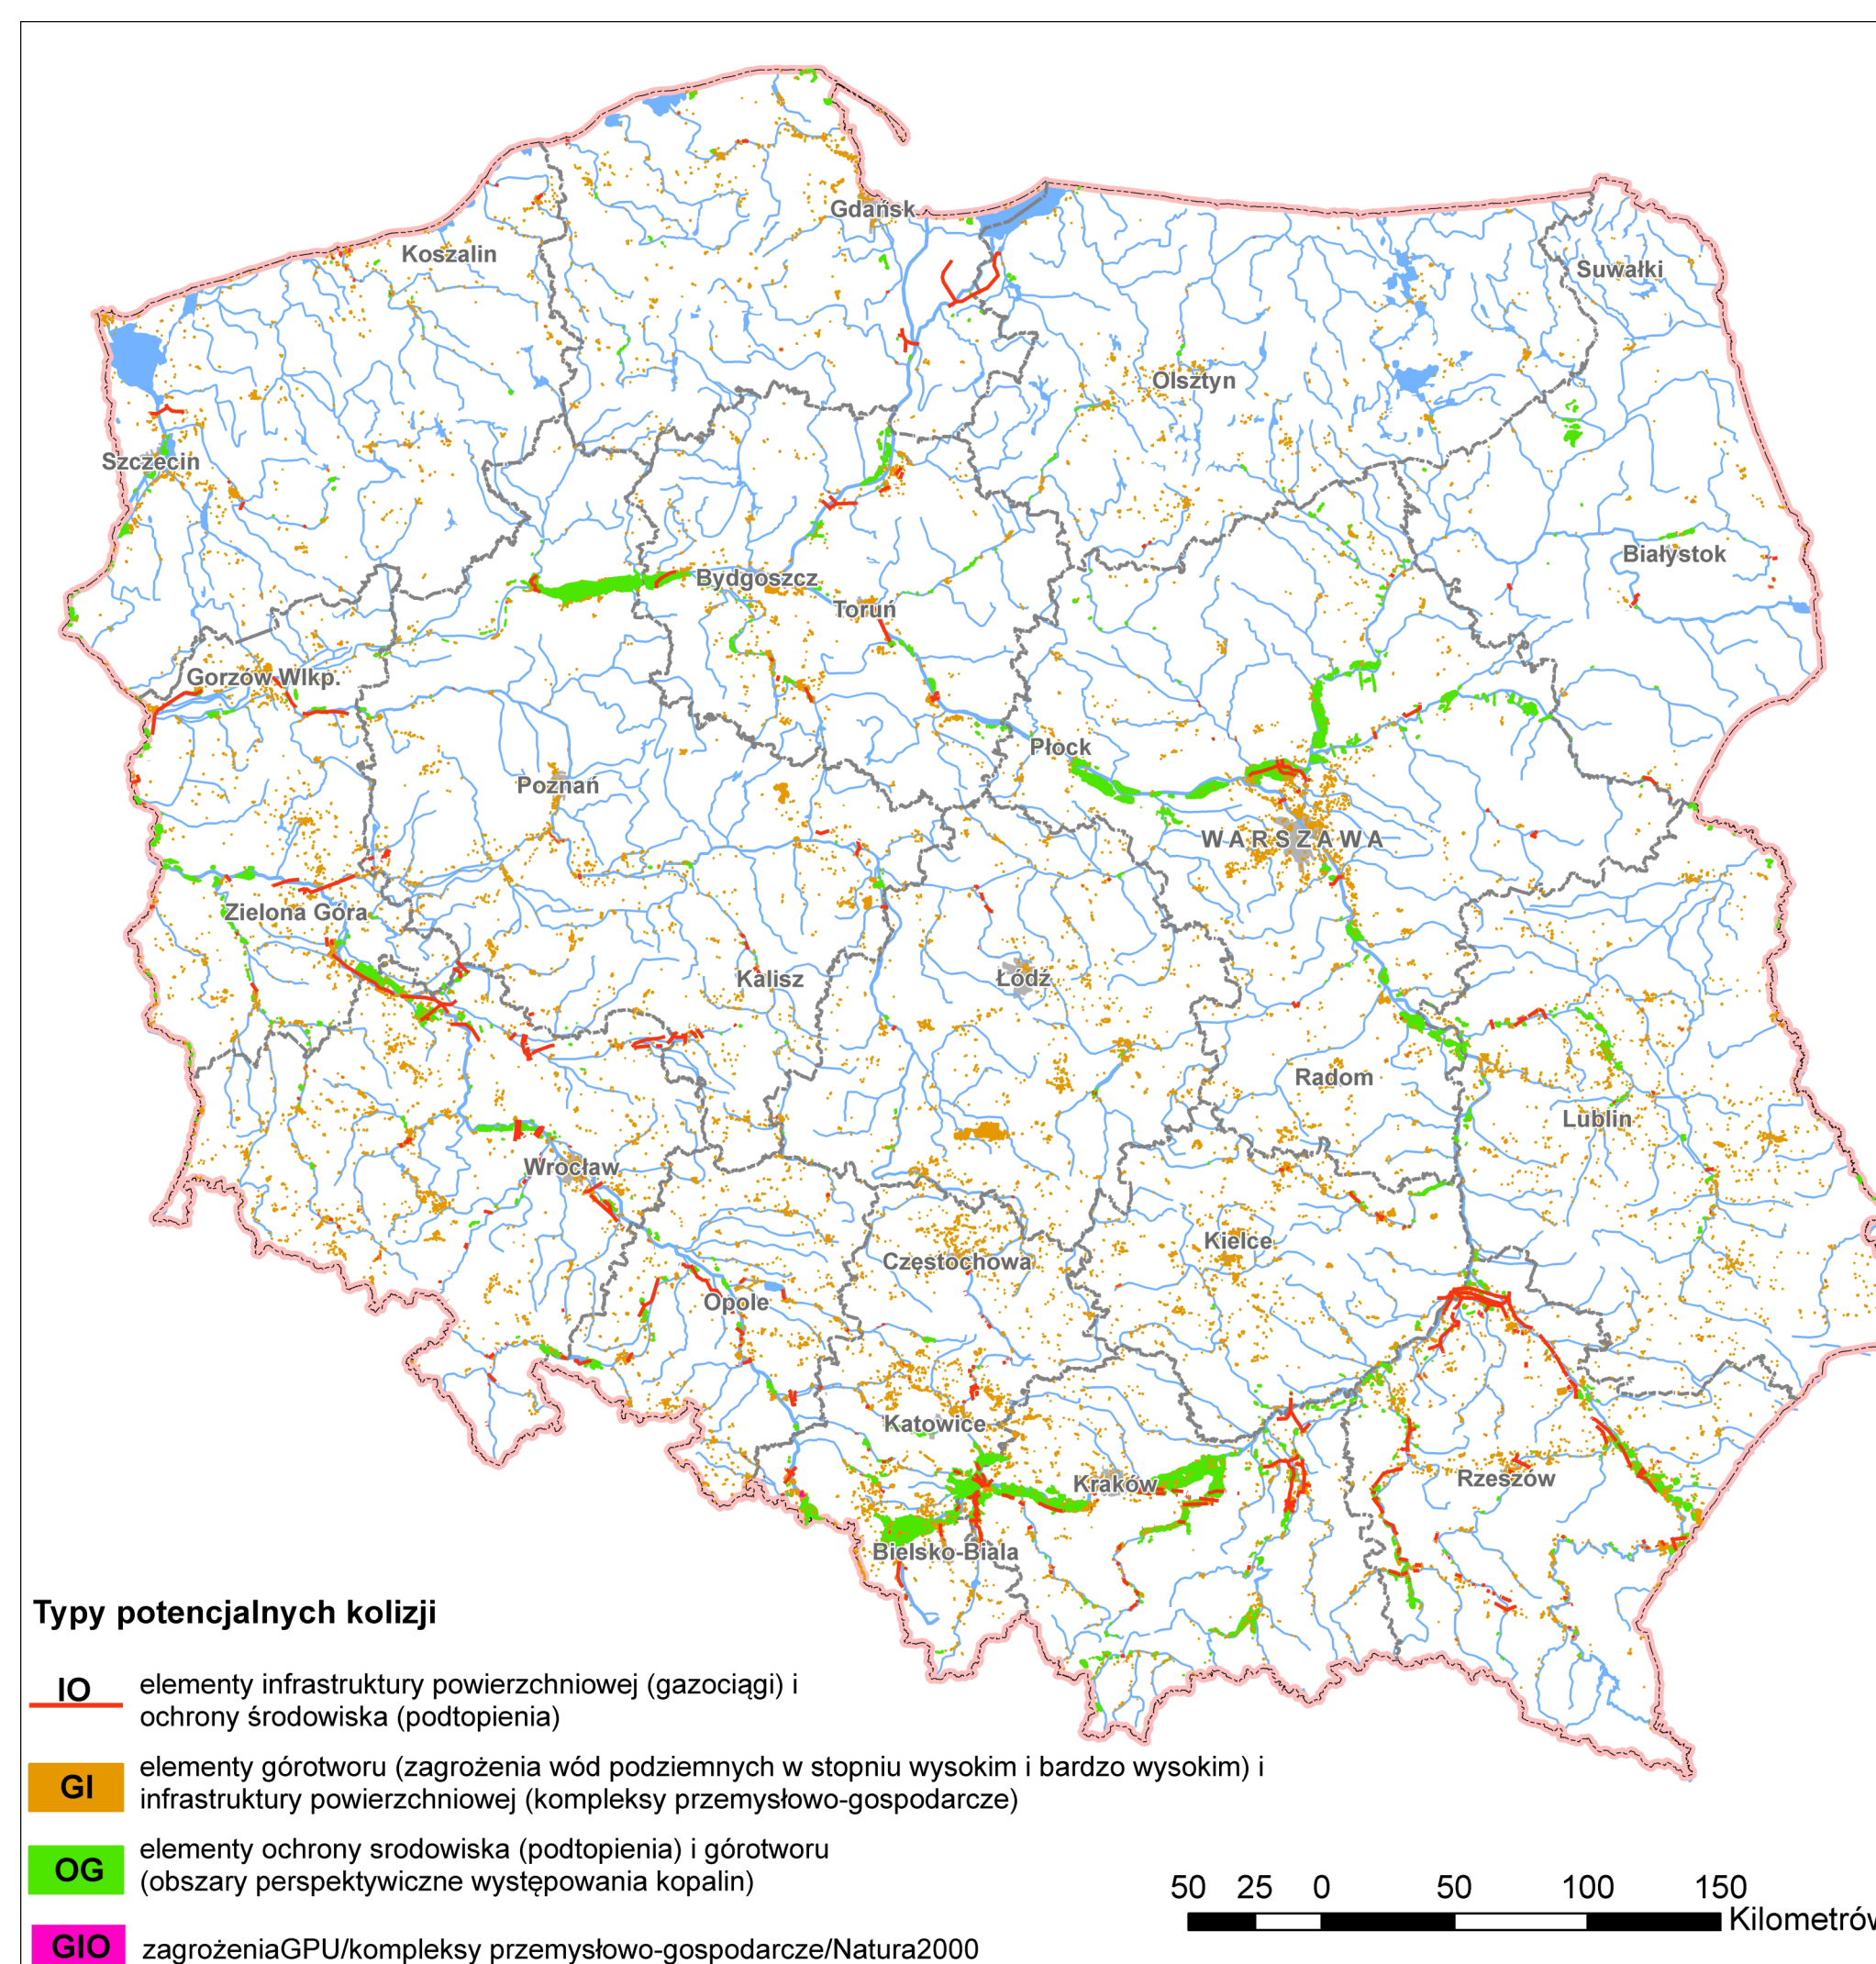 Gdańsk
Koszalin
Suwałki
Olsztyn
Szczecin
Białystok
Bydgoszcz
Toruń
Gorzów Wlkp.
Płock
Poznań
WARSZAWA
Zielona Góra
Kalisz
Łódź
Radom
Lublin
Wrocław
Kielce
Częstochowa
Opole
Katowice
Kraków
Rzeszów
Bielsko-Biala
Typy potencjalnych kolizji
IO
elementy infrastruktury powierzchniowej (gazociągi) i
ochrony środowiska (podtopienia)
GI
elementy górotworu (zagrożenia wód podziemnych w stopniu wysokim i bardzo wysokim) i
infrastruktury powierzchniowej (kompleksy przemysłowo-gospodarcze)
OG
elementy ochrony srodowiska (podtopienia) i górotworu
(obszary perspektywiczne występowania kopalin)
GIO
zagrożeniaGPU/kompleksy przemysłowo-gospodarcze/Natura2000
50 25 0 50 100 150
Kilometrów